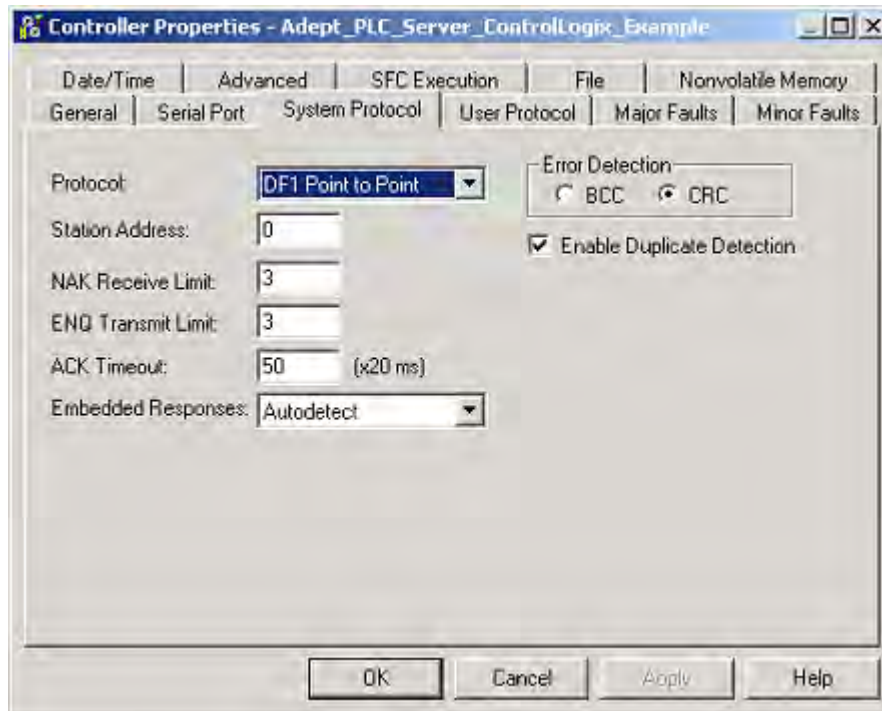 Controller Properties - Adept_PLC_Server_ControlLogix_Example
Date/Time Advanced SFC Execution File Nonvolatile Memory
General Serial Port System Protocol User Protocol Major Faults Minor Faults
Protocol: DF1 Point to Point
Station Address: 0
NAK Receive Limit: 3
ENQ Transmit Limit: 3
ACK Timeout: 50 (x20 ms)
Embedded Responses: Autodetect
Error Detection
BCC CRC
Enable Duplicate Detection
OK Cancel Apply Help